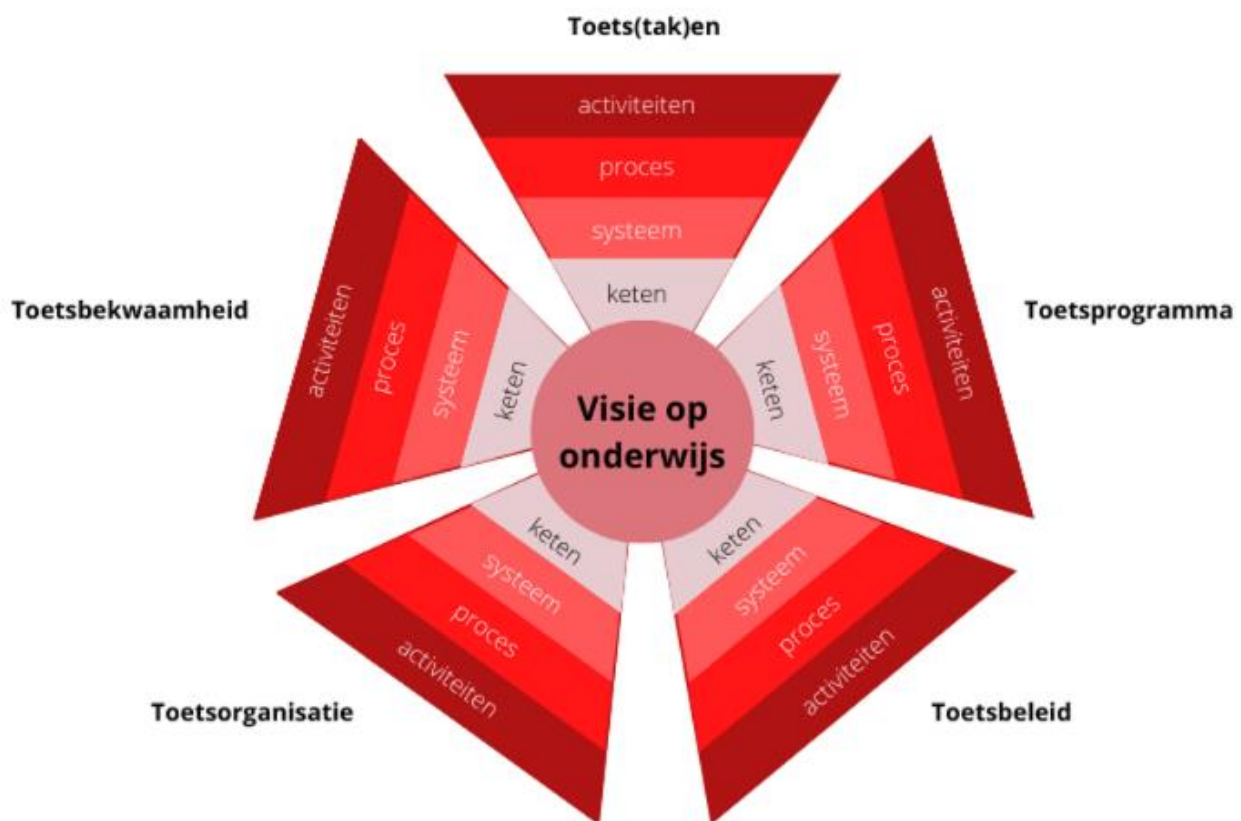 Toets(tak)en
activiteiten
proces
systeem
keten
Toetsprogramma
activiteiten
proces
systeem
keten
Toetsbeleid
activiteiten
proces
systeem
keten
Toetsorganisatie
activiteiten
proces
systeem
keten
Toetsbekwaamheid
activiteiten
proces
systeem
keten
Visie op
onderwijs